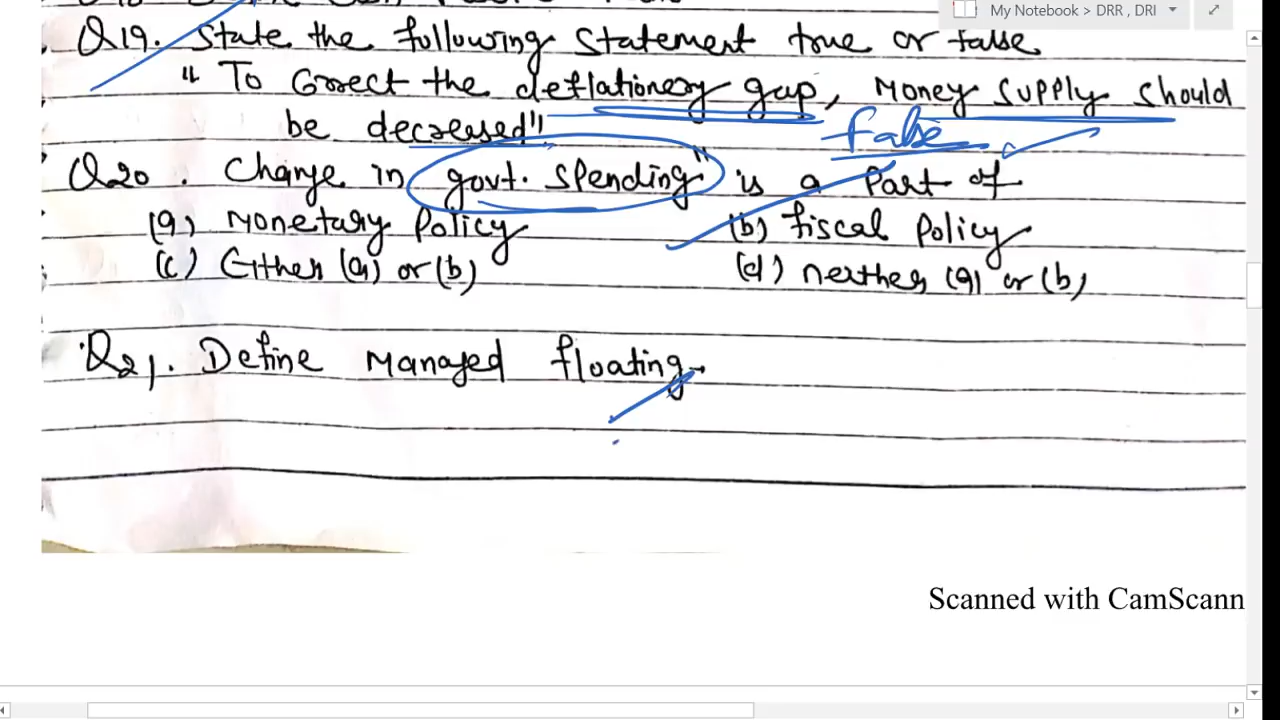 My Notebook > DRR , DRI
Q19. State the following Statement true or false
" To Correct the deflationary gap, Money supply should
be decreased"
False
Q20. Change in govt. Spending" is a Part of
(a) Monetary Policy (b) fiscal Policy
(c) Either (a) or (b) (d) neither (a) or (b)
Q21. Define Managed floating.
Scanned with CamScann